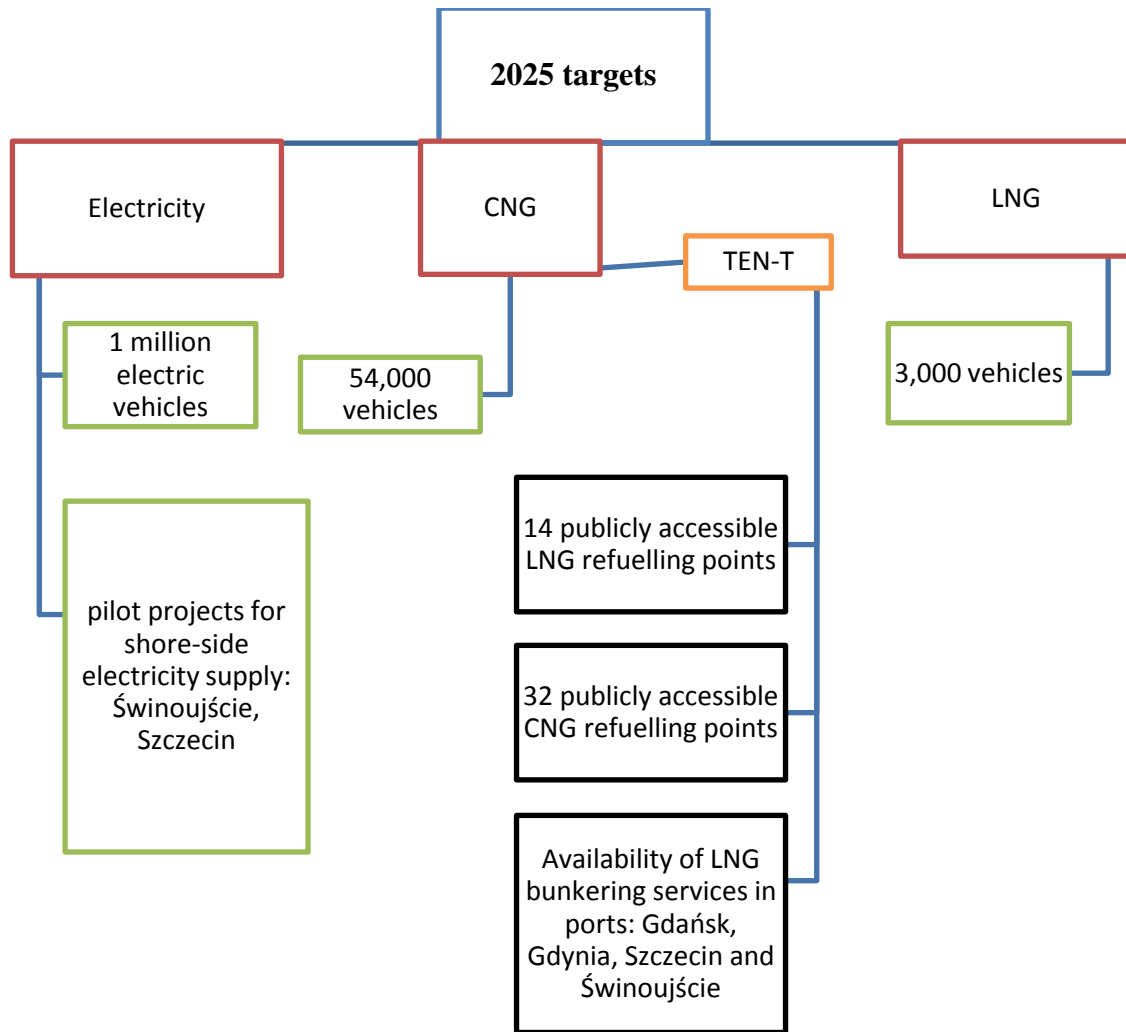 2025 targets
Electricity
CNG
LNG
TEN-T
1 million
electric
vehicles
54,000
vehicles
3,000 vehicles
14 publicly accessible
LNG refuelling points
pilot projects for
shore-side
electricity supply:
Świnoujście,
Szczecin
32 publicly accessible
CNG refuelling points
Availability of LNG
bunkering services in
ports: Gdańsk,
Gdynia, Szczecin and
Świnoujście